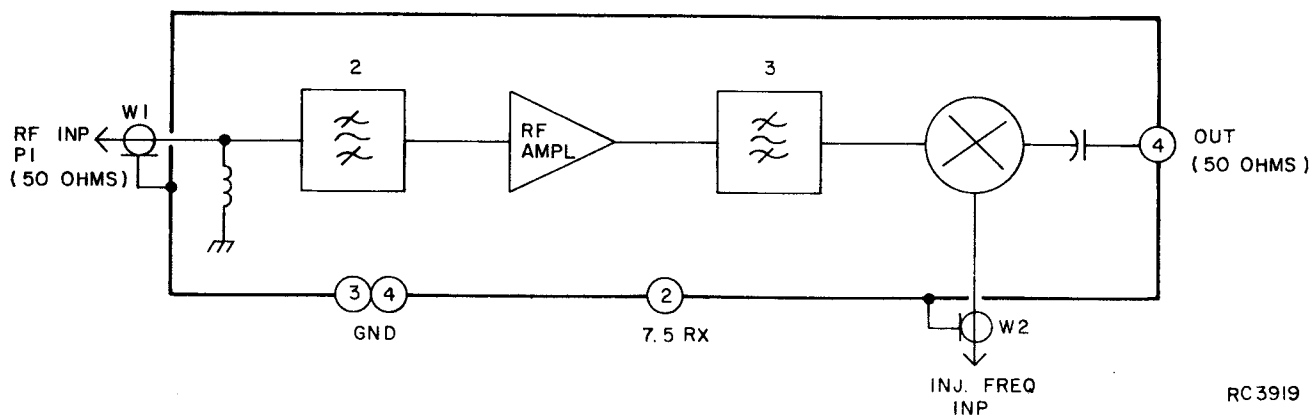 2
3
W1
RF INP
P1
(50 OHMS)
RF
AMPL
4
OUT
(50 OHMS)
3 4
GND
2
7.5 RX
W2
INJ. FREQ
INP
RC3919